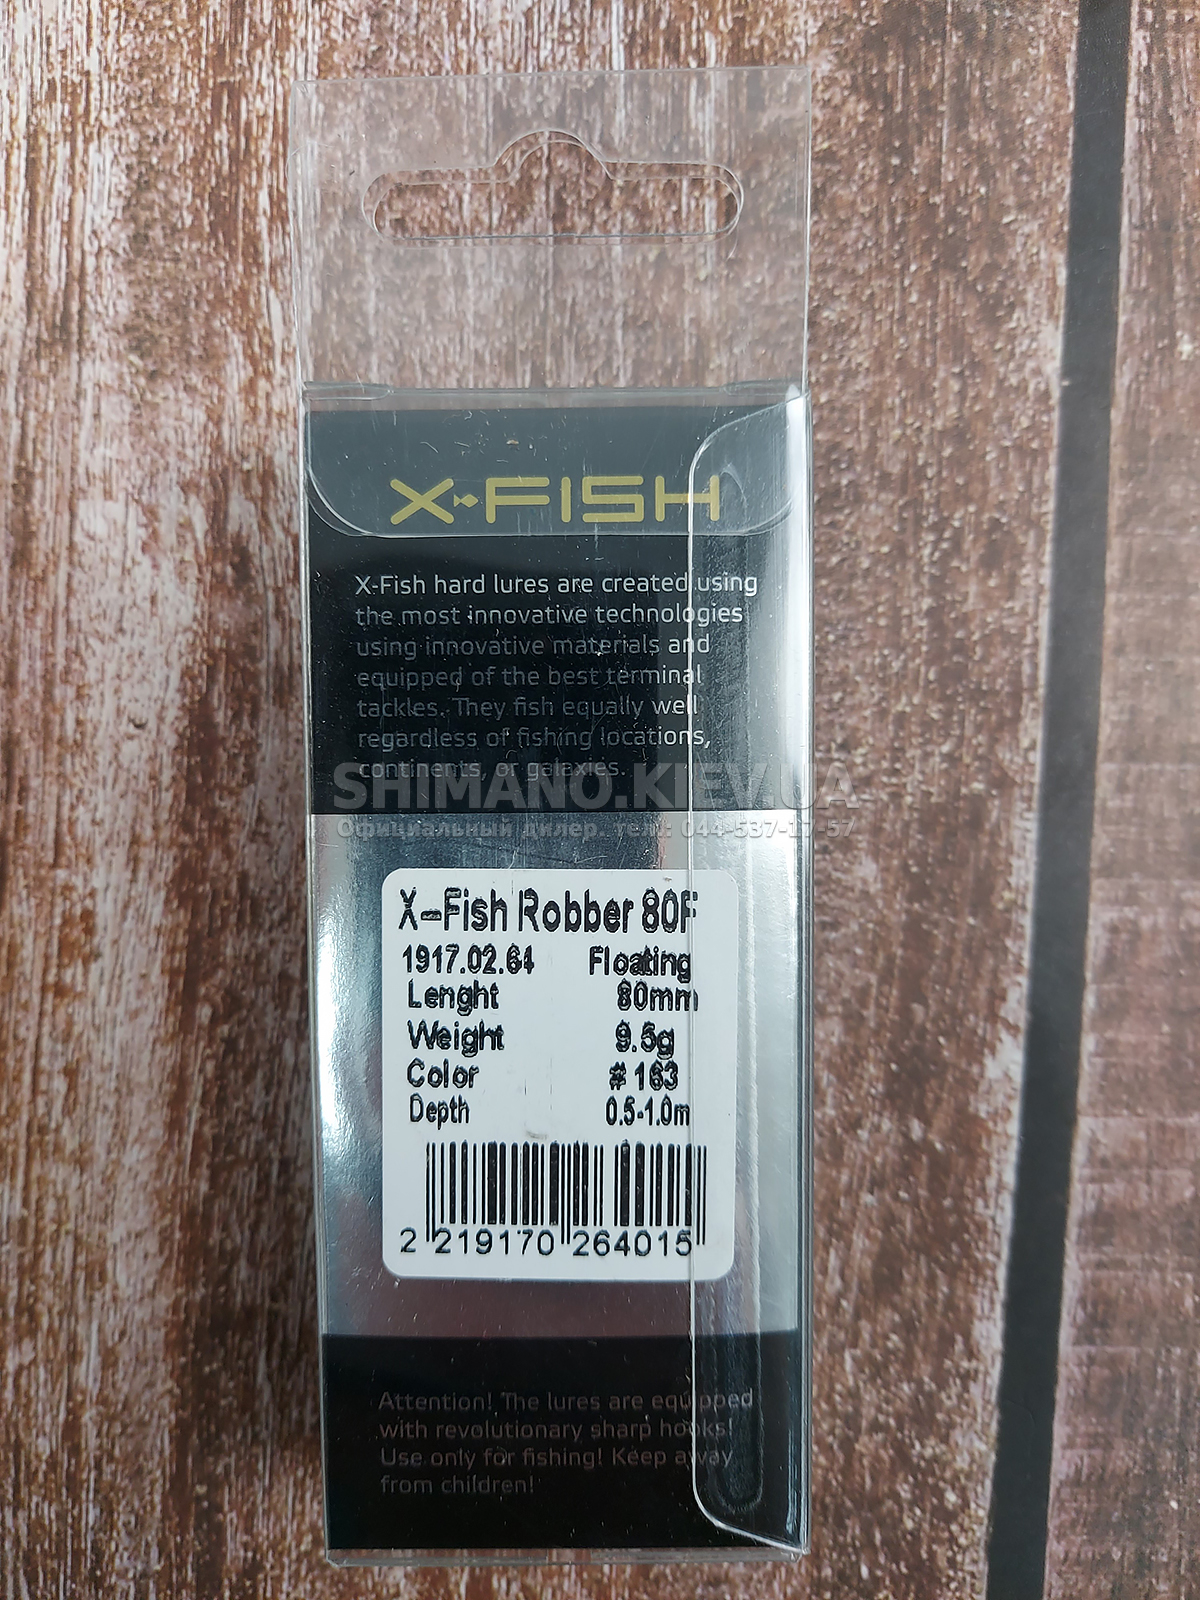 X-FISH
X-Fish hard lures are created using
the most innovative technologies
using innovative materials and
equipped of the best terminal
tackles. They fish equally well
regardless of fishing locations,
continents, or galaxies.
SHIMANO.KIEV.UA
Официальный дилер. тел.: 044-537-17-57
X-Fish Robber 80F
1917.02.64 Floating
Lenght 80mm
Weight 9.5g
Color #163
Depth 0.5-1.0m
2 219170 264015
Attention! The lures are equipped
with revolutionary sharp hooks!
Use only for fishing! Keep away
from children!